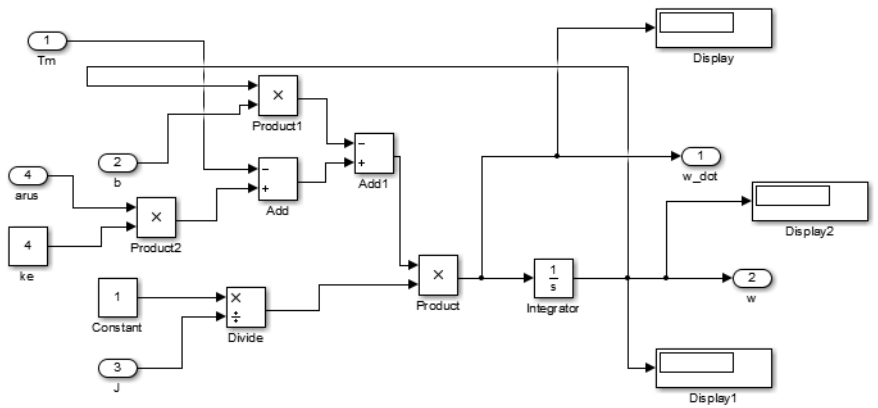 1
Tm
Display
×
Product1
−
+
Add1
2
b
−
+
Add
1
w_dot
4
arus
×
Product2
4
ke
Display2
×
Product
1
s
Integrator
2
w
1
Constant
×
÷
Divide
3
J
Display1